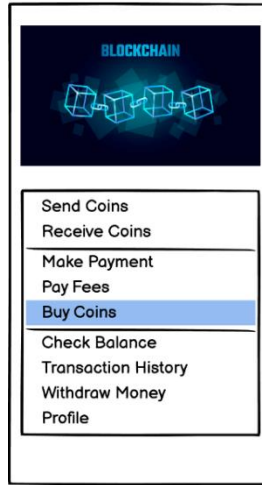 BLOCKCHAIN
Send Coins
Receive Coins
Make Payment
Pay Fees
Buy Coins
Check Balance
Transaction History
Withdraw Money
Profile